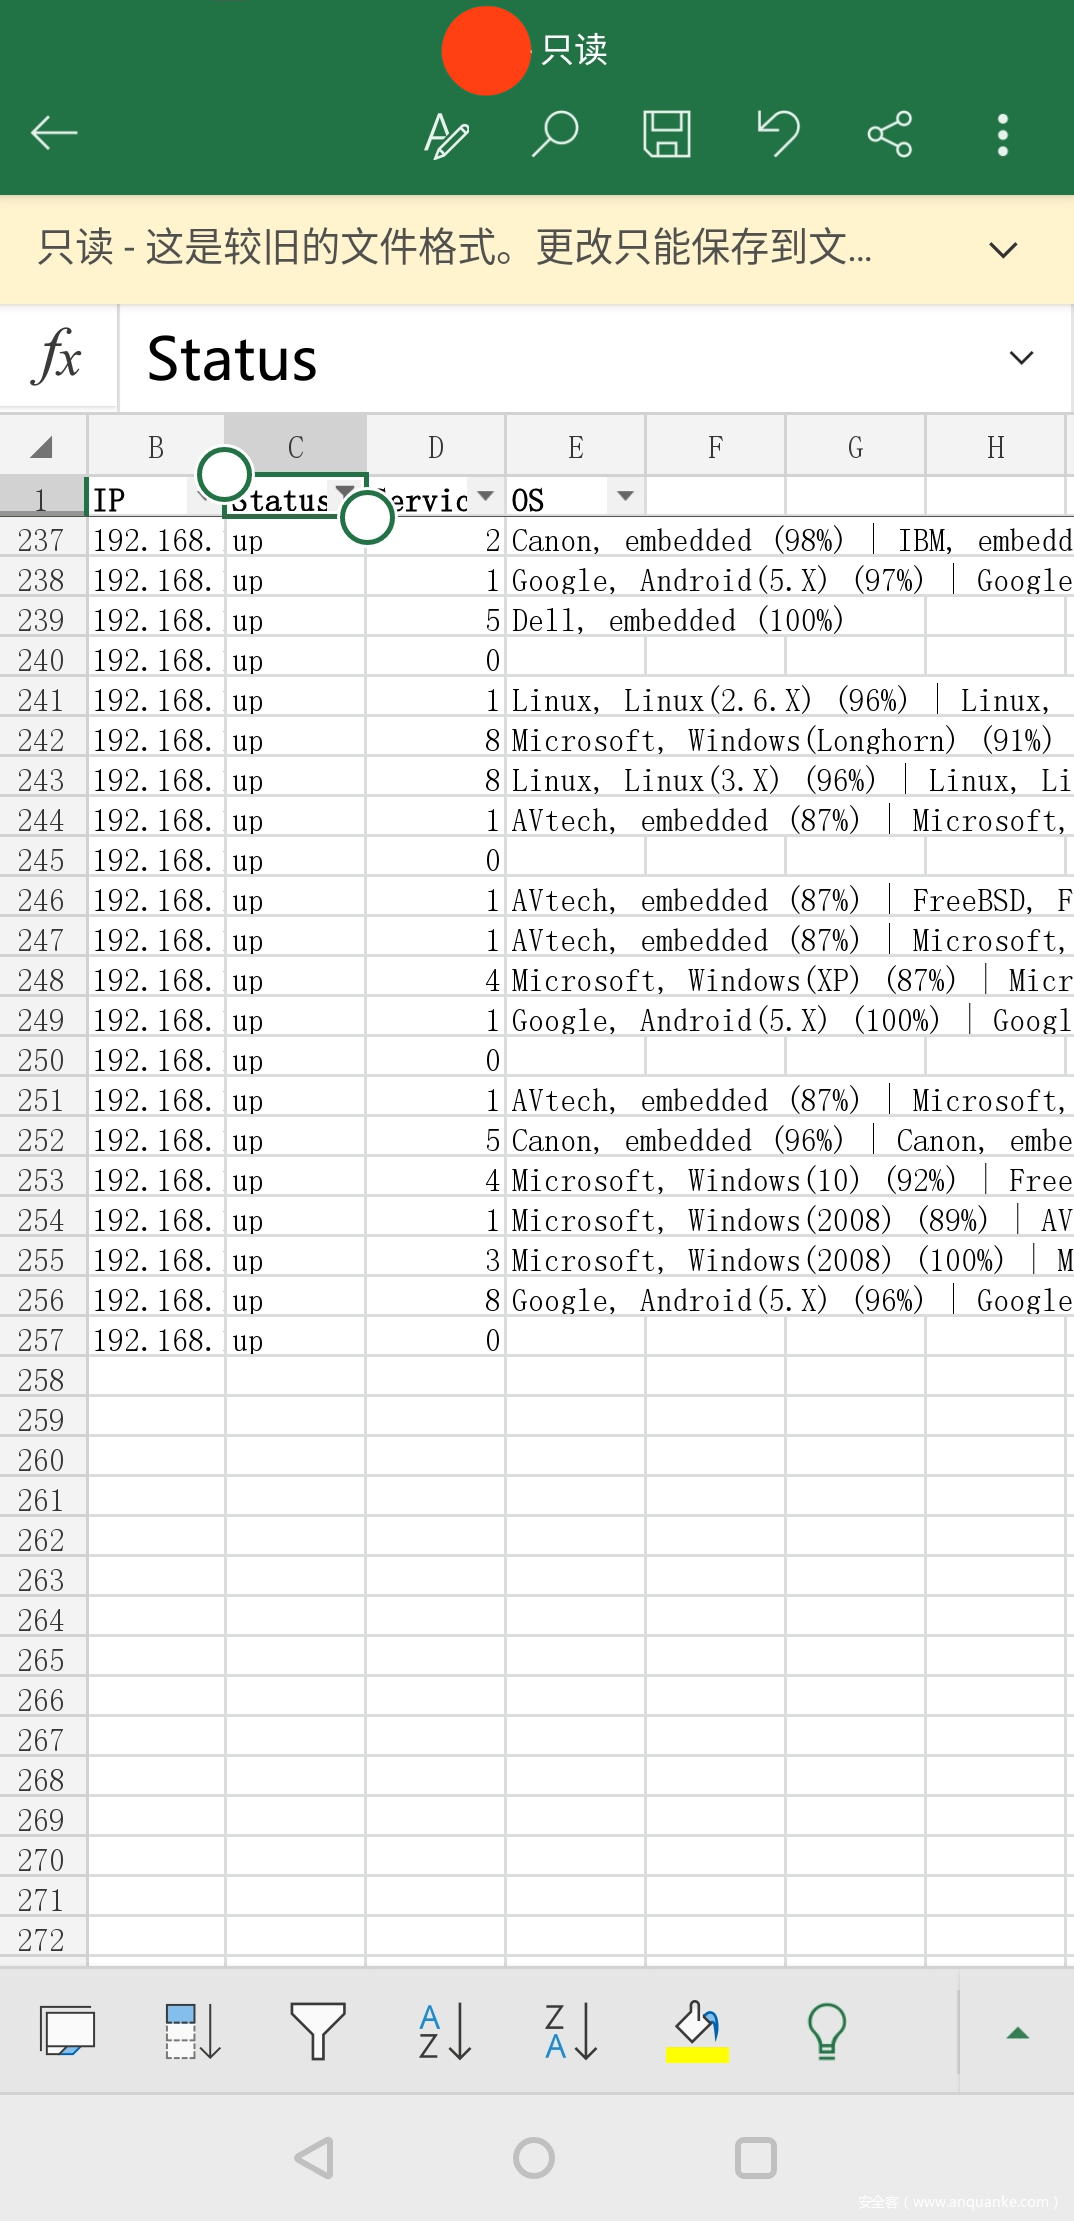 只读
只读 - 这是较旧的文件格式。更改只能保存到文...
fx Status
B C D E F G H
1 IP Status Servic OS
237 192.168. up 2 Canon, embedded (98%) | IBM, embedd
238 192.168. up 1 Google, Android(5.X) (97%) | Google
239 192.168. up 5 Dell, embedded (100%)
240 192.168. up 0
241 192.168. up 1 Linux, Linux(2.6.X) (96%) | Linux,
242 192.168. up 8 Microsoft, Windows(Longhorn) (91%)
243 192.168. up 8 Linux, Linux(3.X) (96%) | Linux, Li
244 192.168. up 1 AVtech, embedded (87%) | Microsoft,
245 192.168. up 0
246 192.168. up 1 AVtech, embedded (87%) | FreeBSD, F
247 192.168. up 1 AVtech, embedded (87%) | Microsoft,
248 192.168. up 4 Microsoft, Windows(XP) (87%) | Micr
249 192.168. up 1 Google, Android(5.X) (100%) | Googl
250 192.168. up 0
251 192.168. up 1 AVtech, embedded (87%) | Microsoft,
252 192.168. up 5 Canon, embedded (96%) | Canon, embe
253 192.168. up 4 Microsoft, Windows(10) (92%) | Free
254 192.168. up 1 Microsoft, Windows(2008) (89%) | AV
255 192.168. up 3 Microsoft, Windows(2008) (100%) | M
256 192.168. up 8 Google, Android(5.X) (96%) | Google
257 192.168. up 0
258
259
260
261
262
263
264
265
266
267
268
269
270
271
272
A Z Z A
安全客（www.anquanke.com）